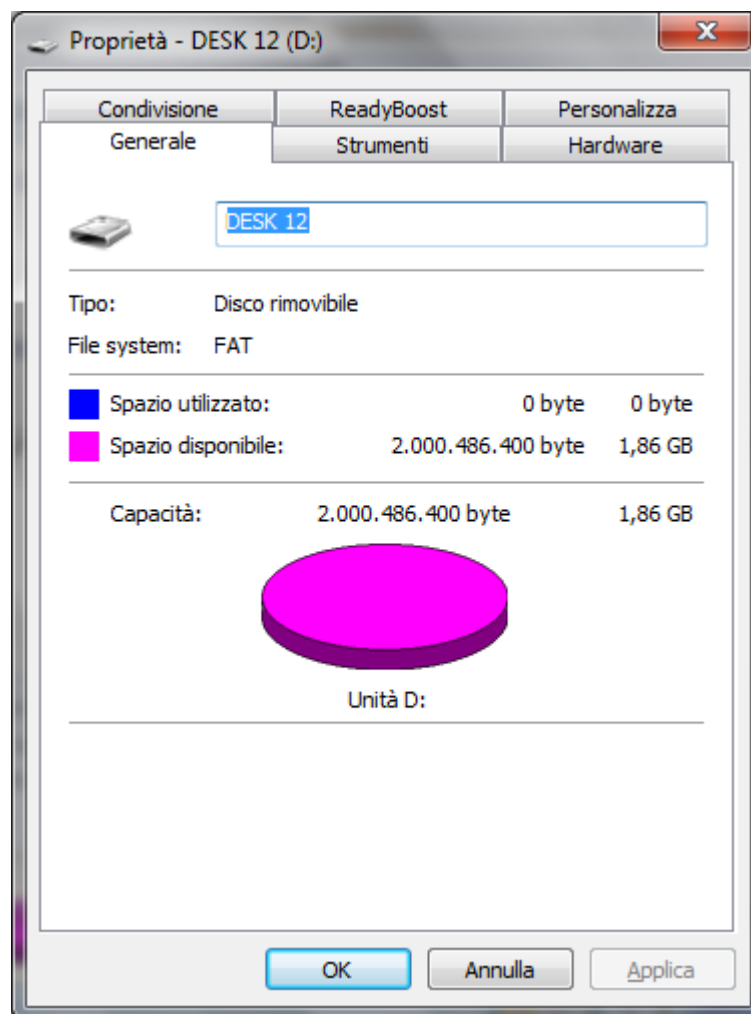 Proprietà - DESK 12 (D:)
Condivisione ReadyBoost Personalizza
Generale Strumenti Hardware
DESK 12
Tipo: Disco rimovibile
File system: FAT
Spazio utilizzato: 0 byte 0 byte
Spazio disponibile: 2.000.486.400 byte 1,86 GB
Capacità: 2.000.486.400 byte 1,86 GB
Unità D:
OK Annulla Applica